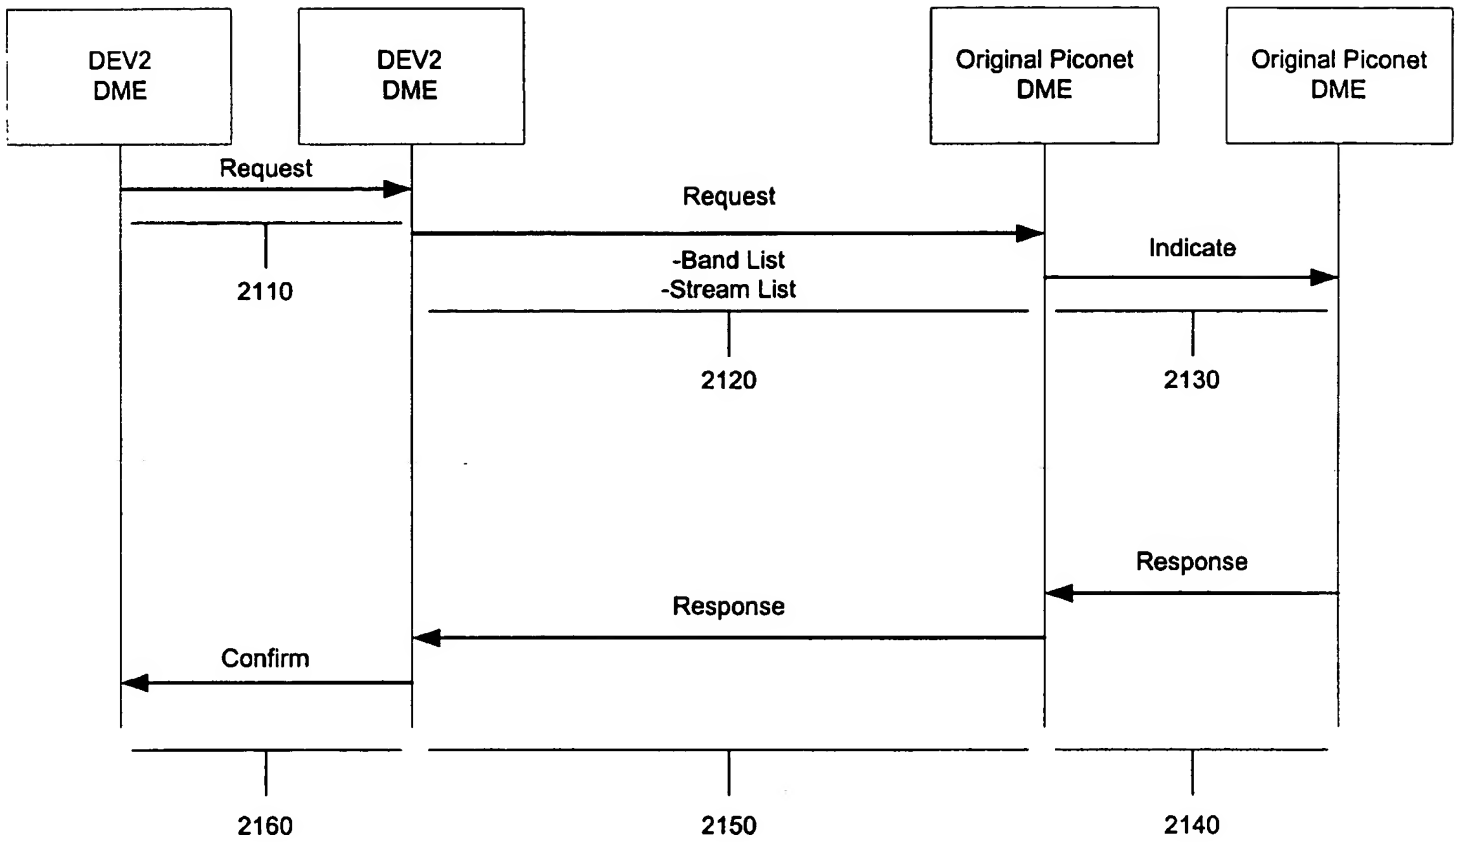 DEV2
DME
DEV2
DME
Original Piconet
DME
Original Piconet
DME
Request
Request
-Band List
-Stream List
Indicate
2110
2120
2130
Response
Response
Confirm
2160
2150
2140